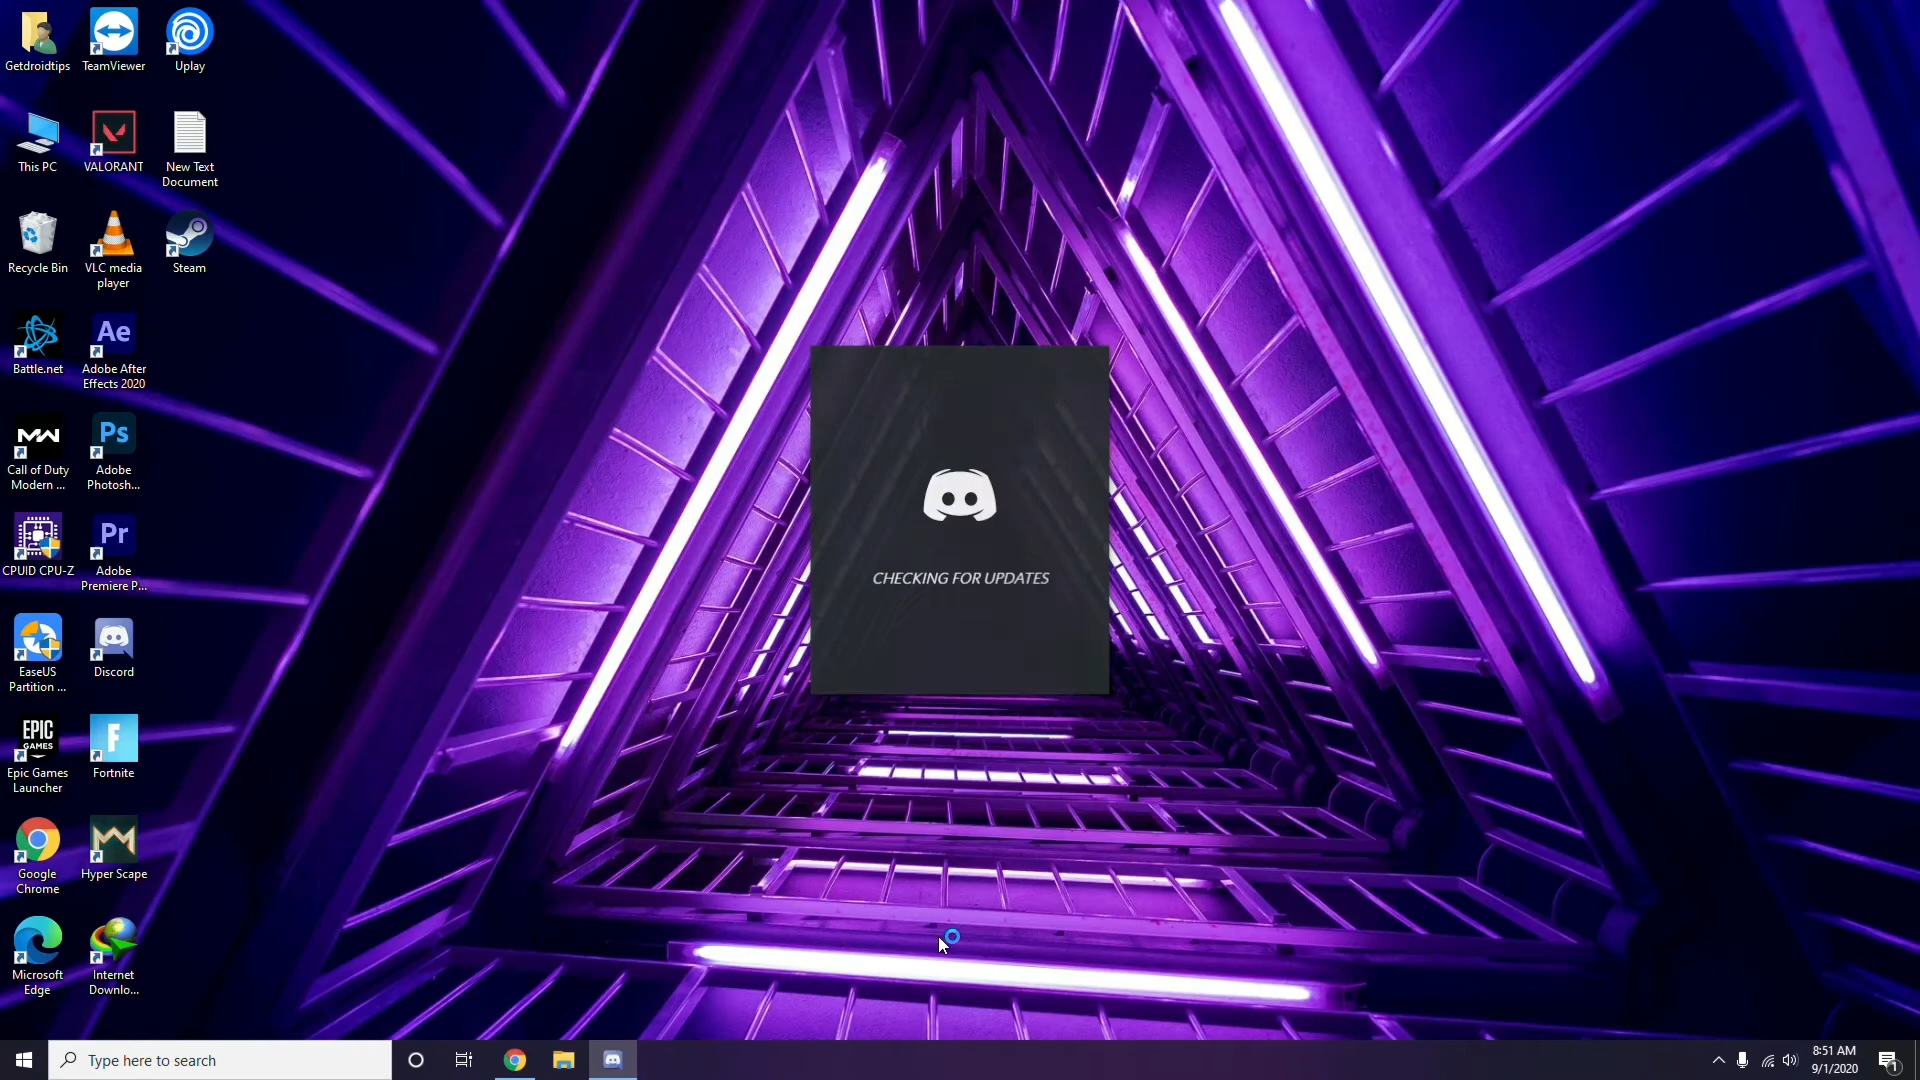 Getdroidtips
TeamViewer
Uplay
This PC
VALORANT
New Text
Document
Recycle Bin
VLC media
player
Steam
Battle.net
Ae
Adobe After
Effects 2020
MW
Call of Duty
Modern ...
Ps
Adobe
Photosh...
CPUID CPU-Z
Pr
Adobe
Premiere P...
EaseUS
Partition ...
Discord
EPIC
GAMES
Epic Games
Launcher
F
Fortnite
Google
Chrome
Hyper Scape
Microsoft
Edge
Internet
Downlo...
CHECKING FOR UPDATES
Type here to search
8:51 AM
9/1/2020
1